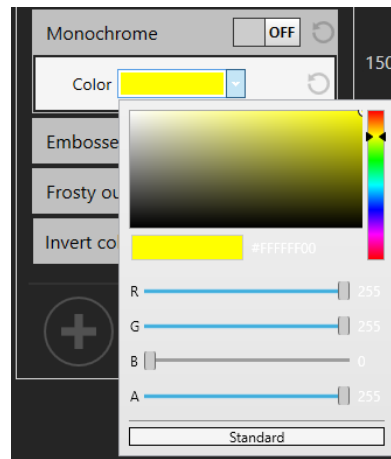 Monochrome OFF
150
Color
Embosse
#FFFFFF00
Frosty ou
Invert co
R 255
G 255
B 0
A 255
Standard